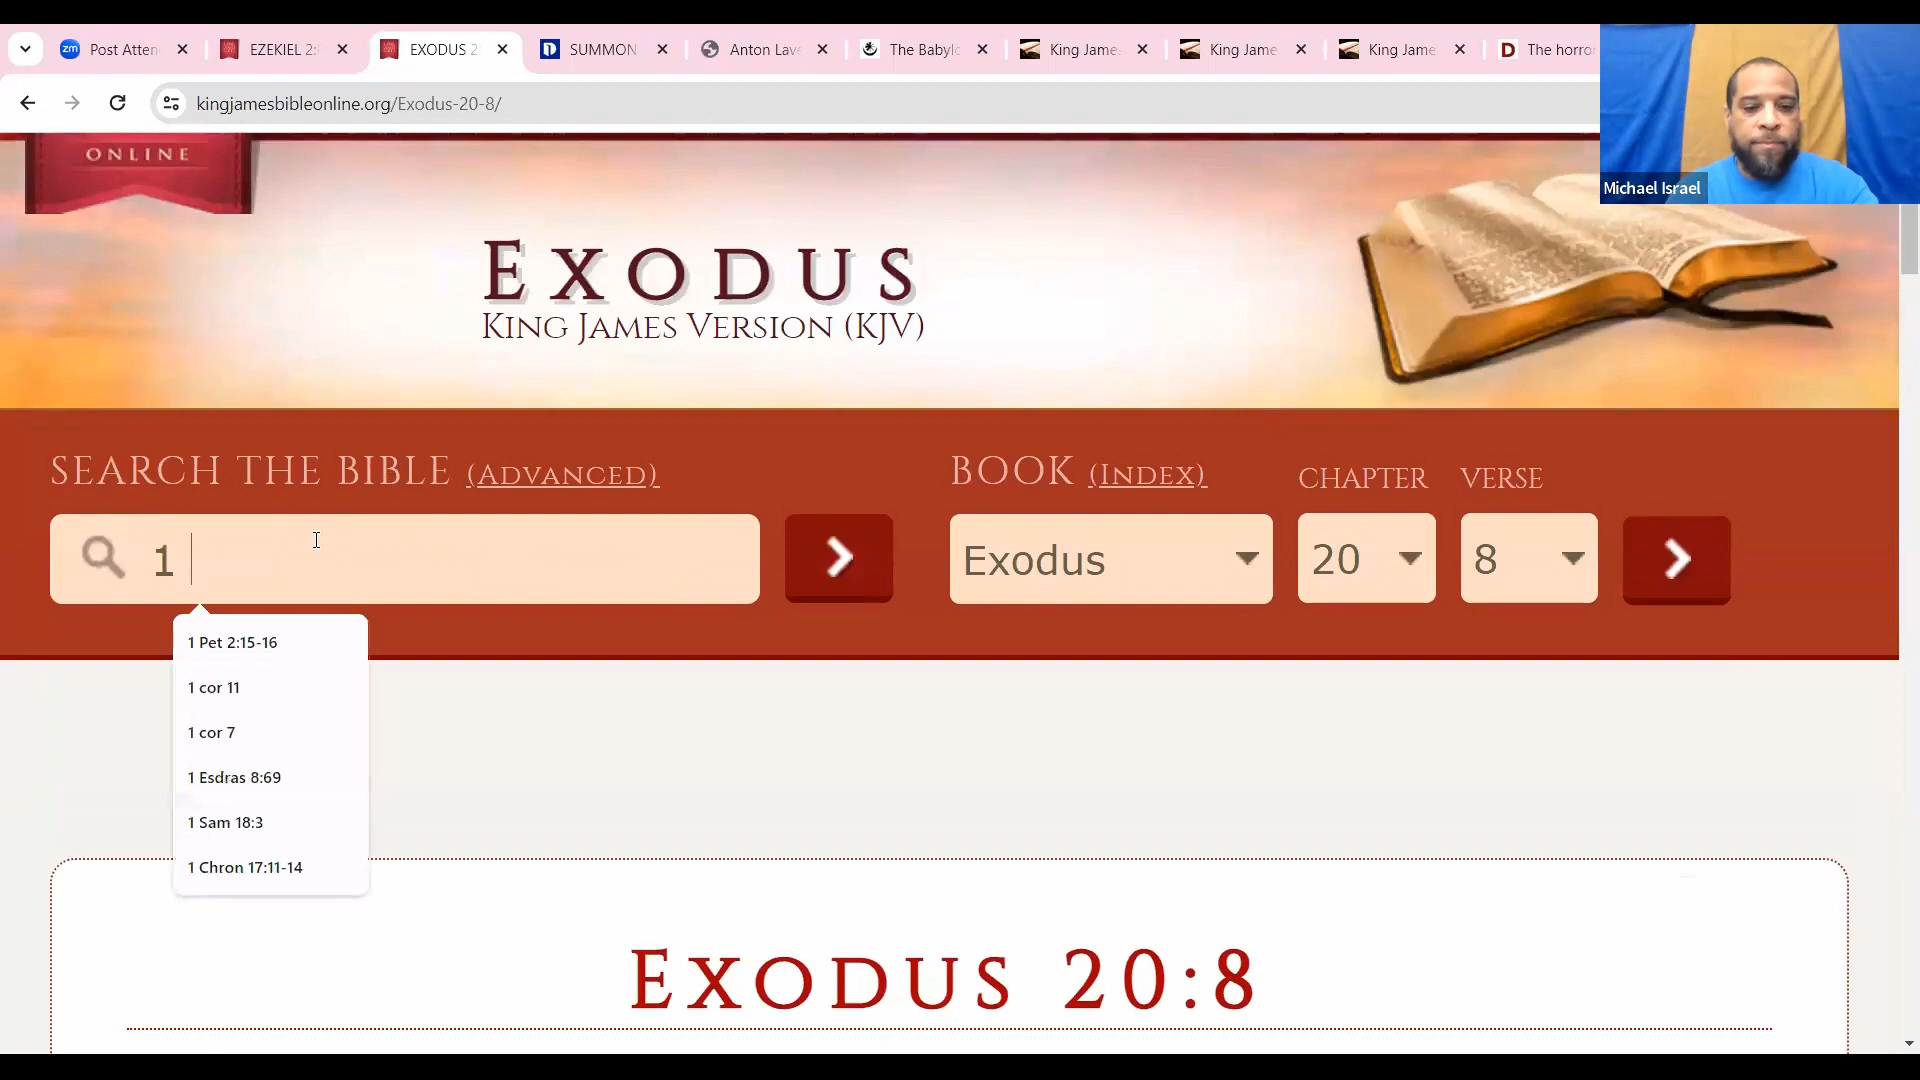 zm Post Atten
EZEKIEL 2:
EXODUS 2
SUMMON
Anton Lav
The Babyl
King Jame
King Jame
King Jame
D The horro
kingjamesbibleonline.org/Exodus-20-8/
Michael Israel
ONLINE
EXODUS
KING JAMES VERSION (KJV)
SEARCH THE BIBLE (ADVANCED)
BOOK (INDEX)
CHAPTER
VERSE
1
Exodus
20
8
1 Pet 2:15-16
1 cor 11
1 cor 7
1 Esdras 8:69
1 Sam 18:3
1 Chron 17:11-14
EXODUS 20:8